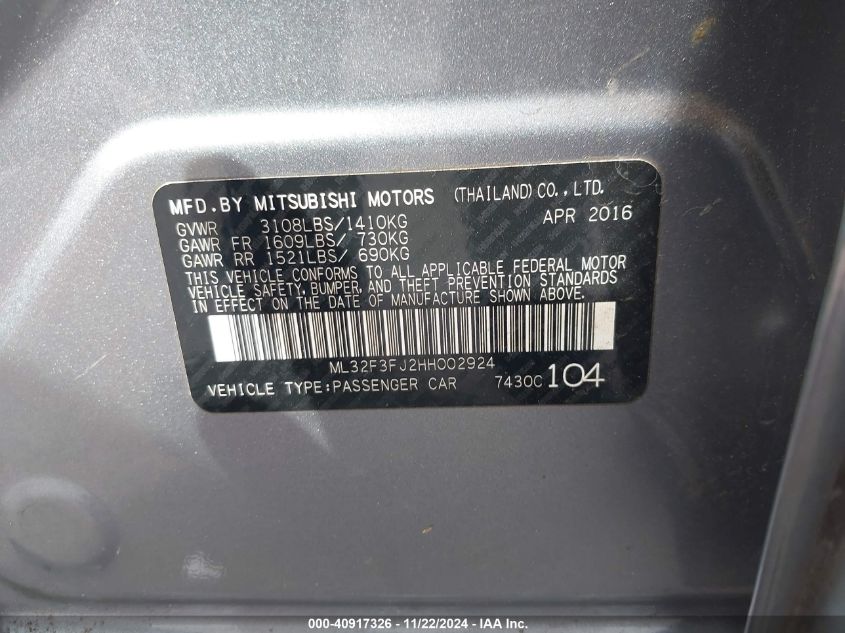 MFD.BY MITSUBISHI MOTORS (THAILAND)CO.,LTD.
GVWR 3108LBS/1410KG APR 2016
GAWR FR 1609LBS/ 730KG
GAWR RR 1521LBS/ 690KG
THIS VEHICLE CONFORMS TO ALL APPLICABLE FEDERAL MOTOR
VEHICLE SAFETY, BUMPER, AND THEFT PREVENTION STANDARDS
IN EFFECT ON THE DATE OF MANUFACTURE SHOWN ABOVE.
ML32F3FJ2HH002924
VEHICLE TYPE:PASSENGER CAR 7430C 104
000-40917326 - 11/22/2024 - IAA Inc.